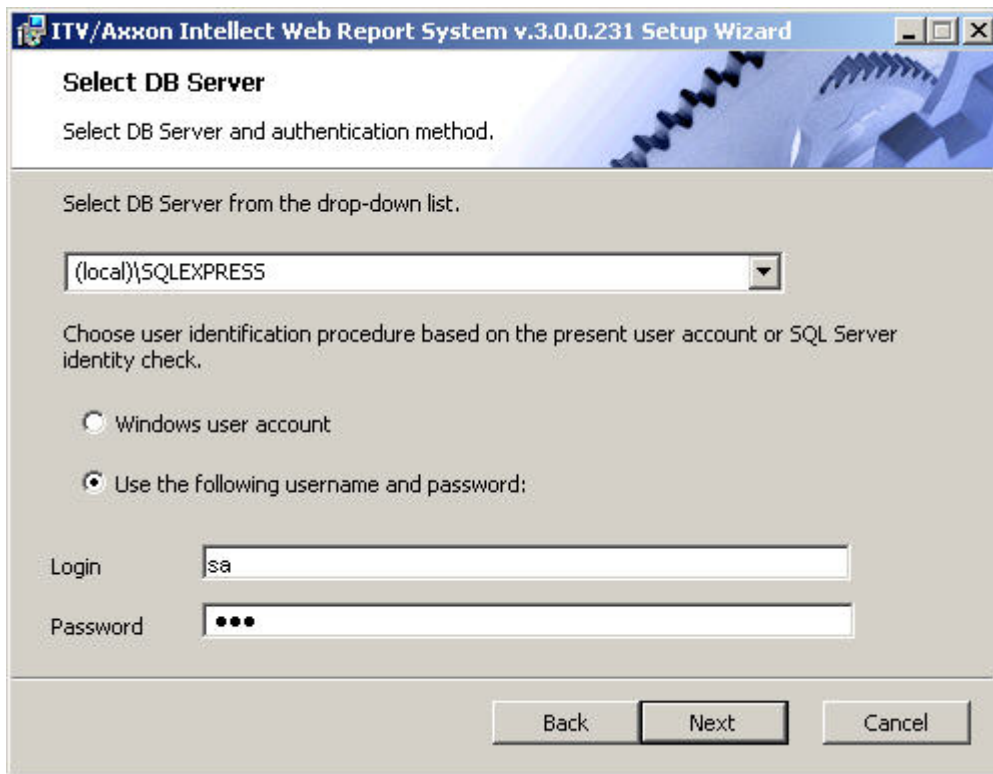 ITV/Axxon Intellect Web Report System v.3.0.0.231 Setup Wizard
Select DB Server
Select DB Server and authentication method.
Select DB Server from the drop-down list.
(local)\SQLEXPRESS
Choose user identification procedure based on the present user account or SQL Server
identity check.
Windows user account
Use the following username and password:
Login
sa
Password
●●●
Back
Next
Cancel